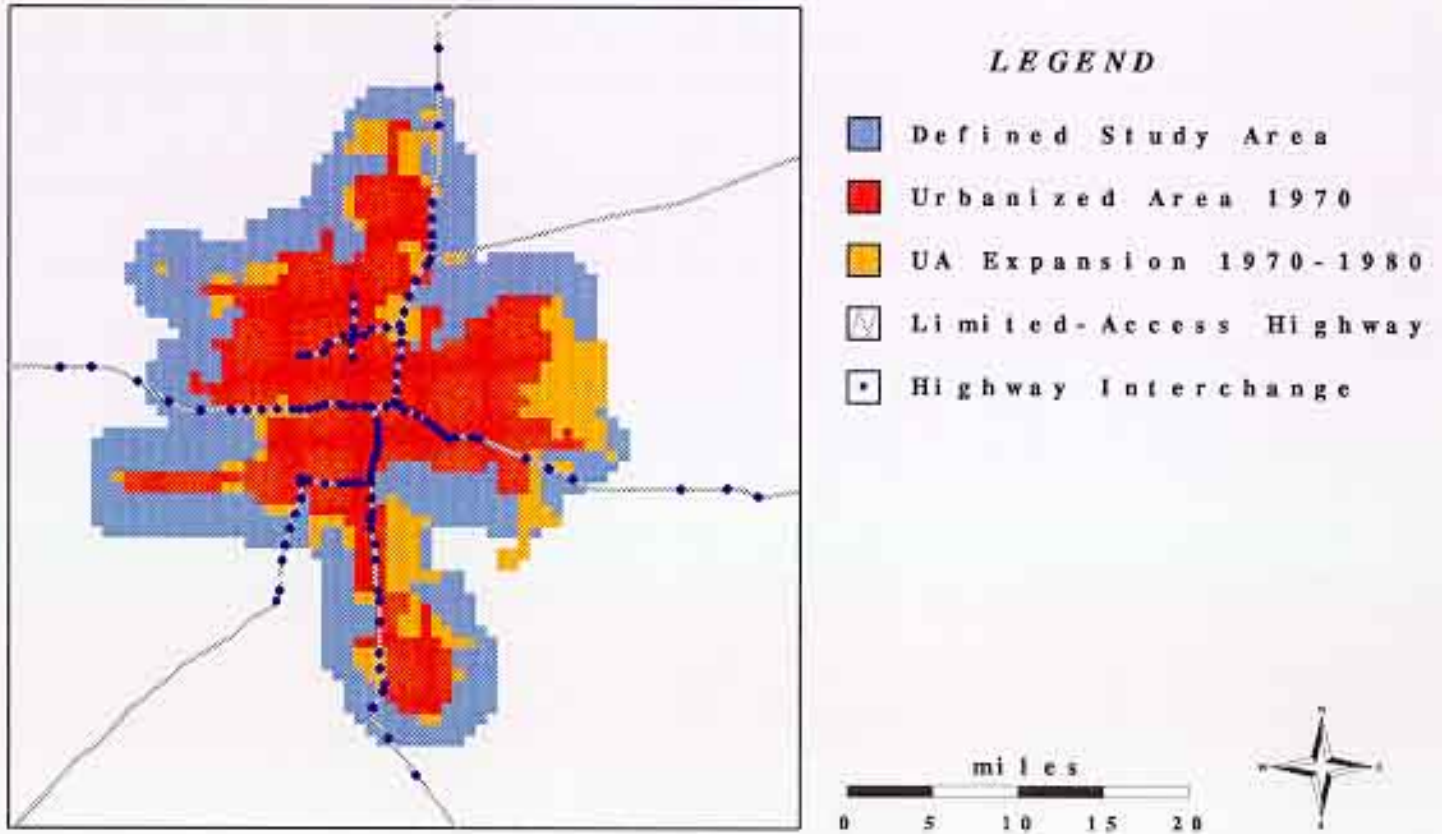 LEGEND
Defined Study Area
Urbanized Area 1970
UA Expansion 1970-1980
Limited-Access Highway
Highway Interchange
miles
0 5 10 15 20
N
W